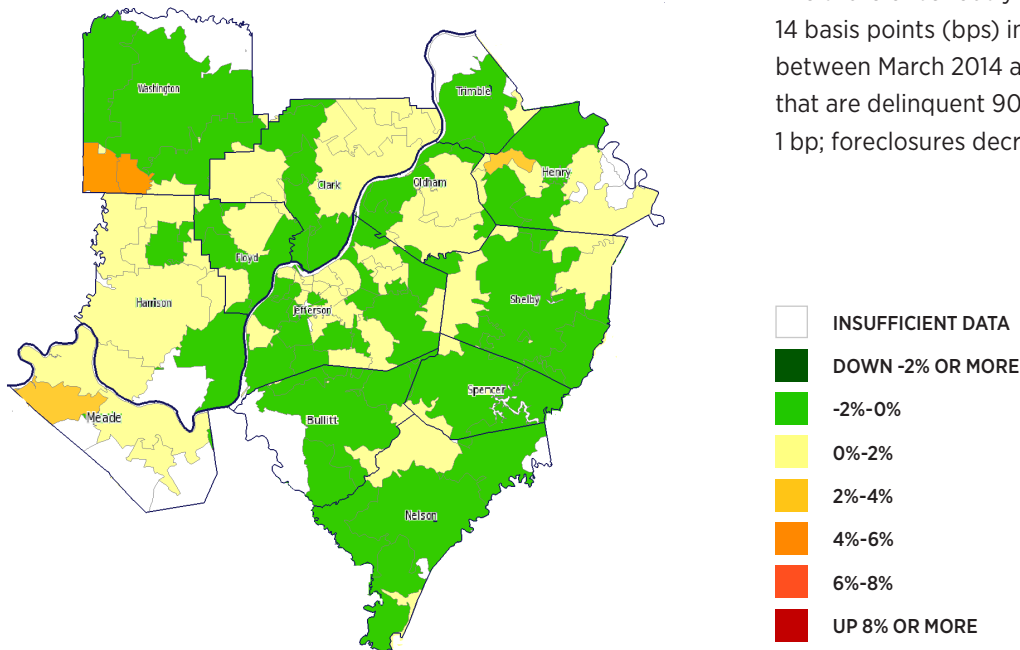 14 basis points (bps) in
between March 2014 a
that are delinquent 90
1 bp; foreclosures decr
Washington
Trimble
Henry
Clark
Oldham
Floyd
Harrison
Jefferson
Shelby
Spencer
Meade
Bullitt
Nelson
INSUFFICIENT DATA
DOWN -2% OR MORE
-2%-0%
0%-2%
2%-4%
4%-6%
6%-8%
UP 8% OR MORE